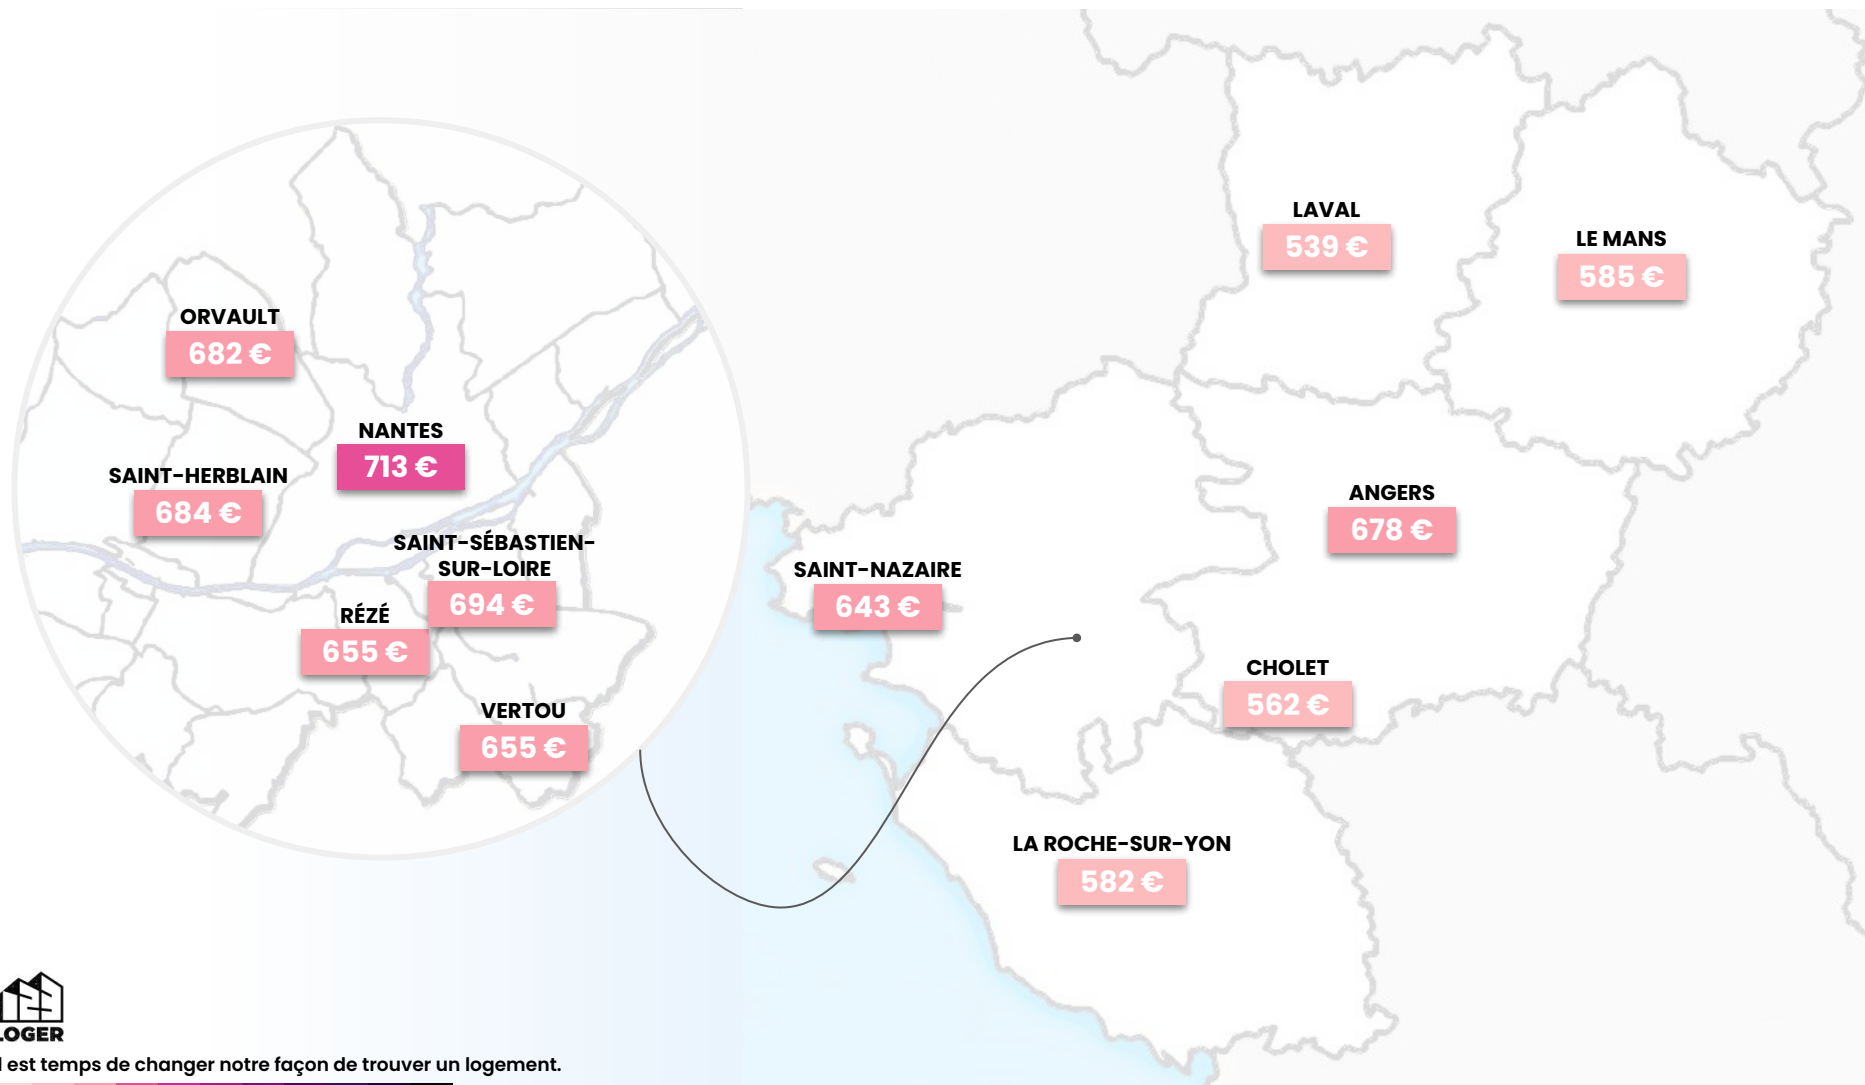 LAVAL
539 €
LE MANS
585 €
ORVAULT
682 €
NANTES
713 €
SAINT-HERBLAIN
684 €
ANGERS
678 €
SAINT-SÉBASTIEN-
SUR-LOIRE
694 €
SAINT-NAZAIRE
643 €
RÉZÉ
655 €
CHOLET
562 €
VERTOU
655 €
LA ROCHE-SUR-YON
582 €
LOGER
l est temps de changer notre façon de trouver un logement.